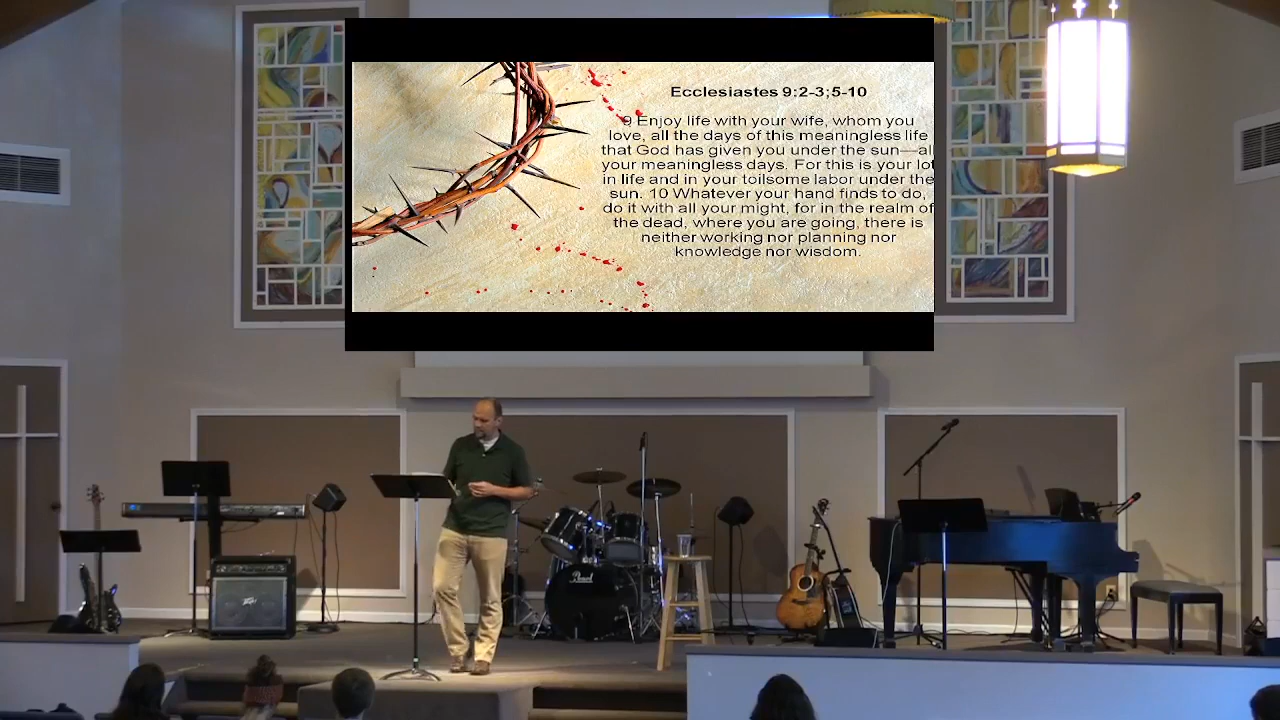 Ecclesiastes 9:2-3;5-10
9 Enjoy life with your wife, whom you
love, all the days of this meaningless life
that God has given you under the sun—all
your meaningless days. For this is your lot
in life and in your toilsome labor under the
sun. 10 Whatever your hand finds to do,
do it with all your might, for in the realm of
the dead, where you are going, there is
neither working nor planning nor
knowledge nor wisdom.
Pearl
PEAVEY